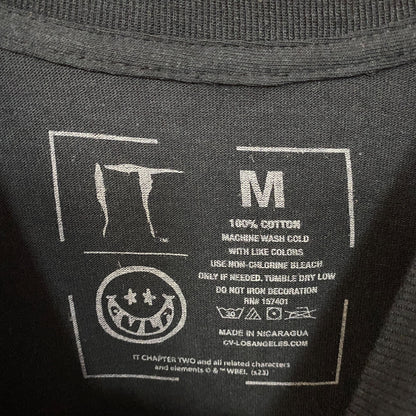 IT
TM
M
100% COTTON
MACHINE WASH COLD
WITH LIKE COLORS
USE NON-CHLORINE BLEACH
ONLY IF NEEDED. TUMBLE DRY LOW
DO NOT IRON DECORATION
RN# 157401
30
MADE IN NICARAGUA
CV-LOSANGELES.COM
IT CHAPTER TWO and all related characters
and elements © & ™ WBEI. (s23)